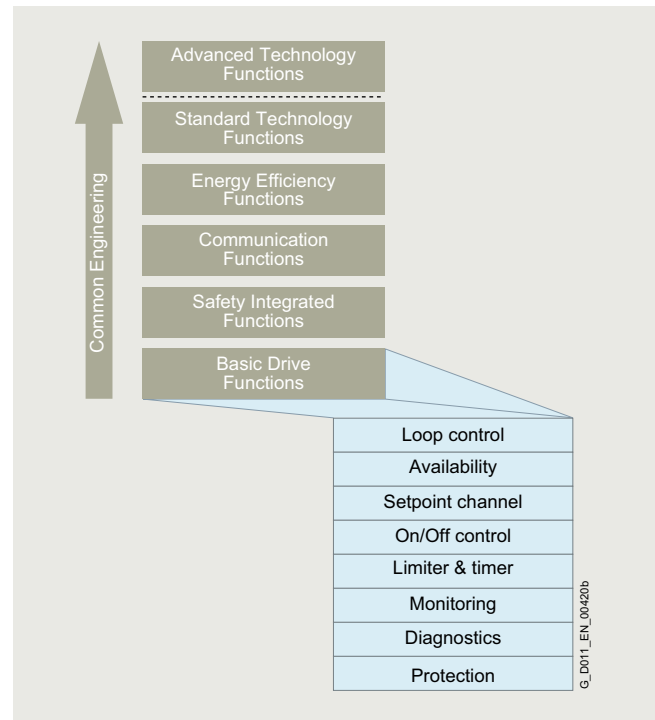 Advanced Technology
Functions
Standard Technology
Functions
Energy Efficiency
Functions
Communication
Functions
Safety Integrated
Functions
Basic Drive
Functions
Common Engineering
Loop control
Availability
Setpoint channel
On/Off control
Limiter & timer
Monitoring
Diagnostics
Protection
G_D011_EN_00420b